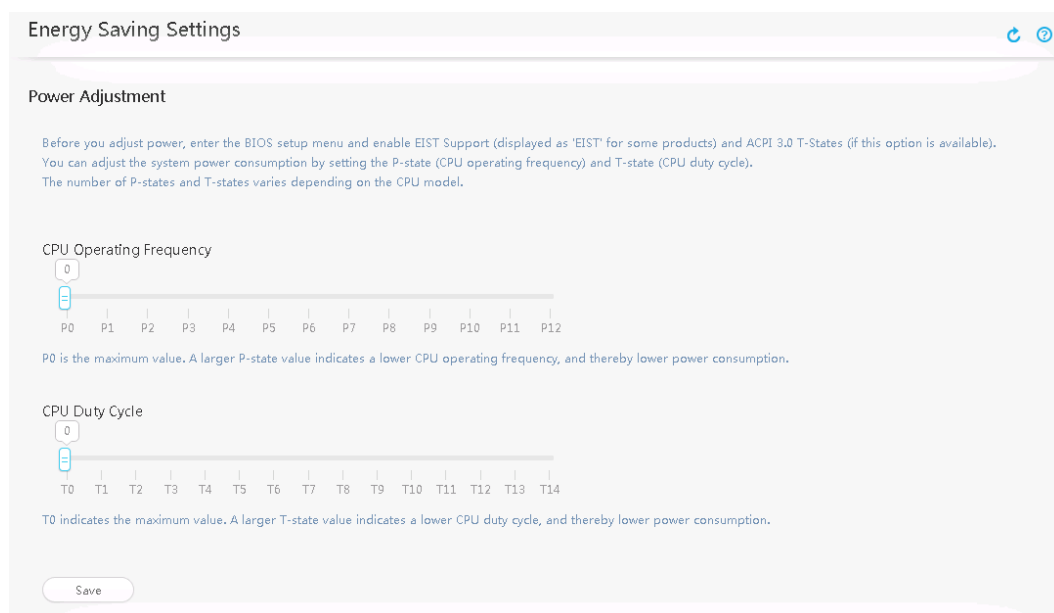 Energy Saving Settings
Power Adjustment
Before you adjust power, enter the BIOS setup menu and enable EIST Support (displayed as 'EIST' for some products) and ACPI 3.0 T-States (if this option is available).
You can adjust the system power consumption by setting the P-state (CPU operating frequency) and T-state (CPU duty cycle).
The number of P-states and T-states varies depending on the CPU model.
CPU Operating Frequency
0
P0 P1 P2 P3 P4 P5 P6 P7 P8 P9 P10 P11 P12
P0 is the maximum value. A larger P-state value indicates a lower CPU operating frequency, and thereby lower power consumption.
CPU Duty Cycle
0
T0 T1 T2 T3 T4 T5 T6 T7 T8 T9 T10 T11 T12 T13 T14
T0 indicates the maximum value. A larger T-state value indicates a lower CPU duty cycle, and thereby lower power consumption.
Save